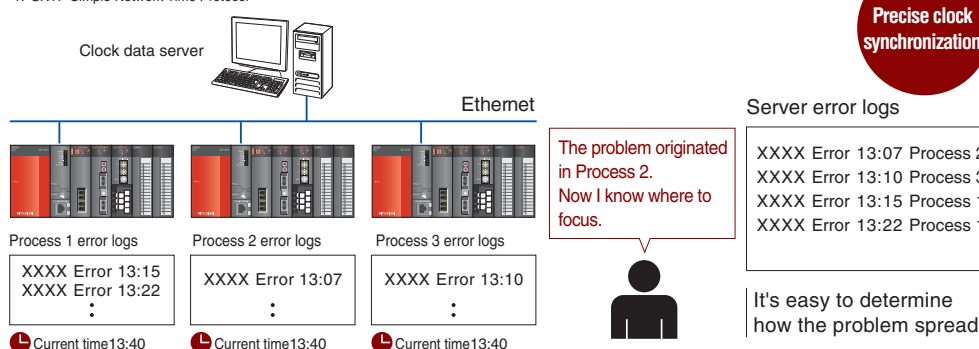 Precise clock
synchronization
Clock data server
Ethernet
Server error logs
XXXX Error 13:07 Process 2
XXXX Error 13:10 Process 3
XXXX Error 13:15 Process 1
XXXX Error 13:22 Process 1
The problem originated
in Process 2.
Now I know where to
focus.
Process 1 error logs
XXXX Error 13:15
XXXX Error 13:22
Process 2 error logs
XXXX Error 13:07
Process 3 error logs
XXXX Error 13:10
It's easy to determine
how the problem spread
Current time13:40
Current time13:40
Current time13:40